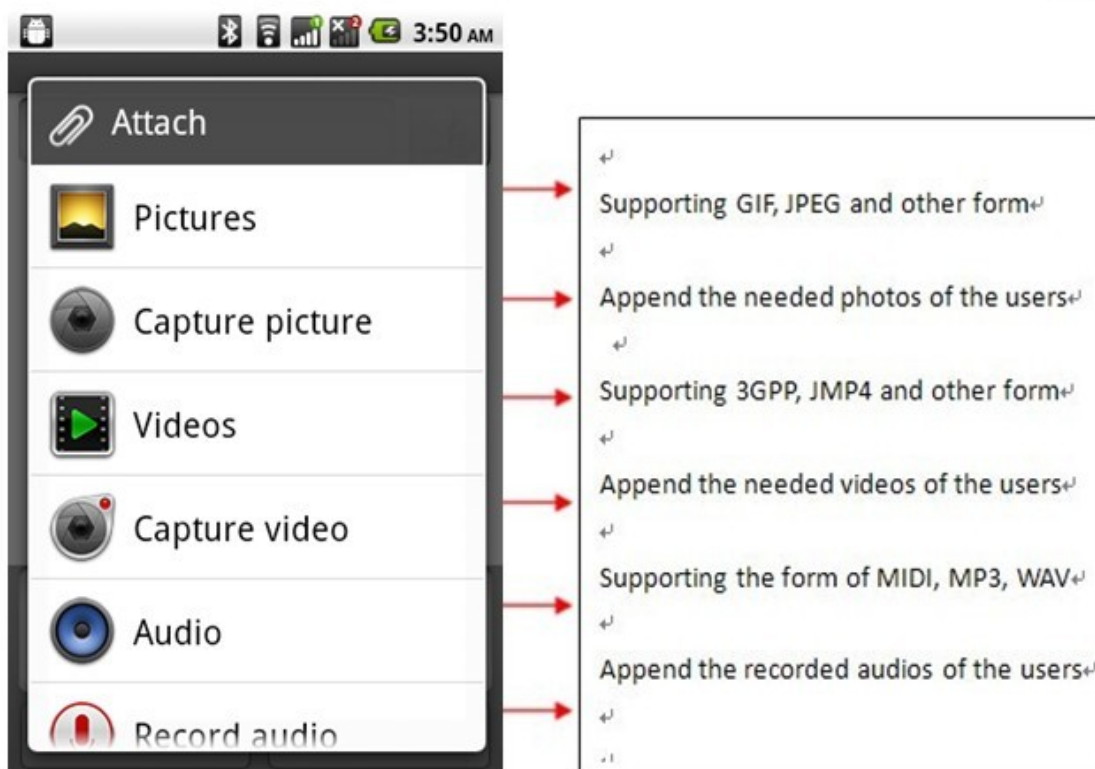 3:50 AM
Attach
Pictures
Capture picture
Videos
Capture video
Audio
Record audio
Supporting GIF, JPEG and other form
Append the needed photos of the users
Supporting 3GPP, JMP4 and other form
Append the needed videos of the users
Supporting the form of MIDI, MP3, WAV
Append the recorded audios of the users